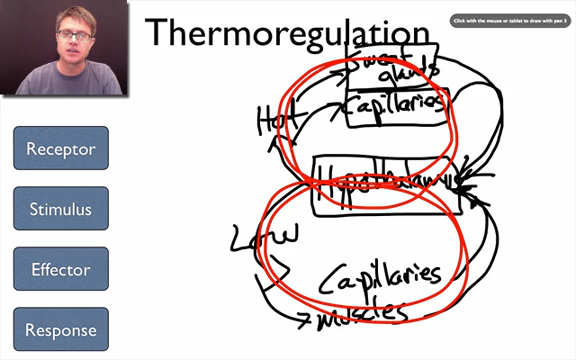 Click with the mouse or tablet to draw with pen 3
Thermoregulation
Sweat
glands
Hot
Capillaries
Receptor
Hypothalamus
Stimulus
Low
Effector
Capillaries
muscles
Response